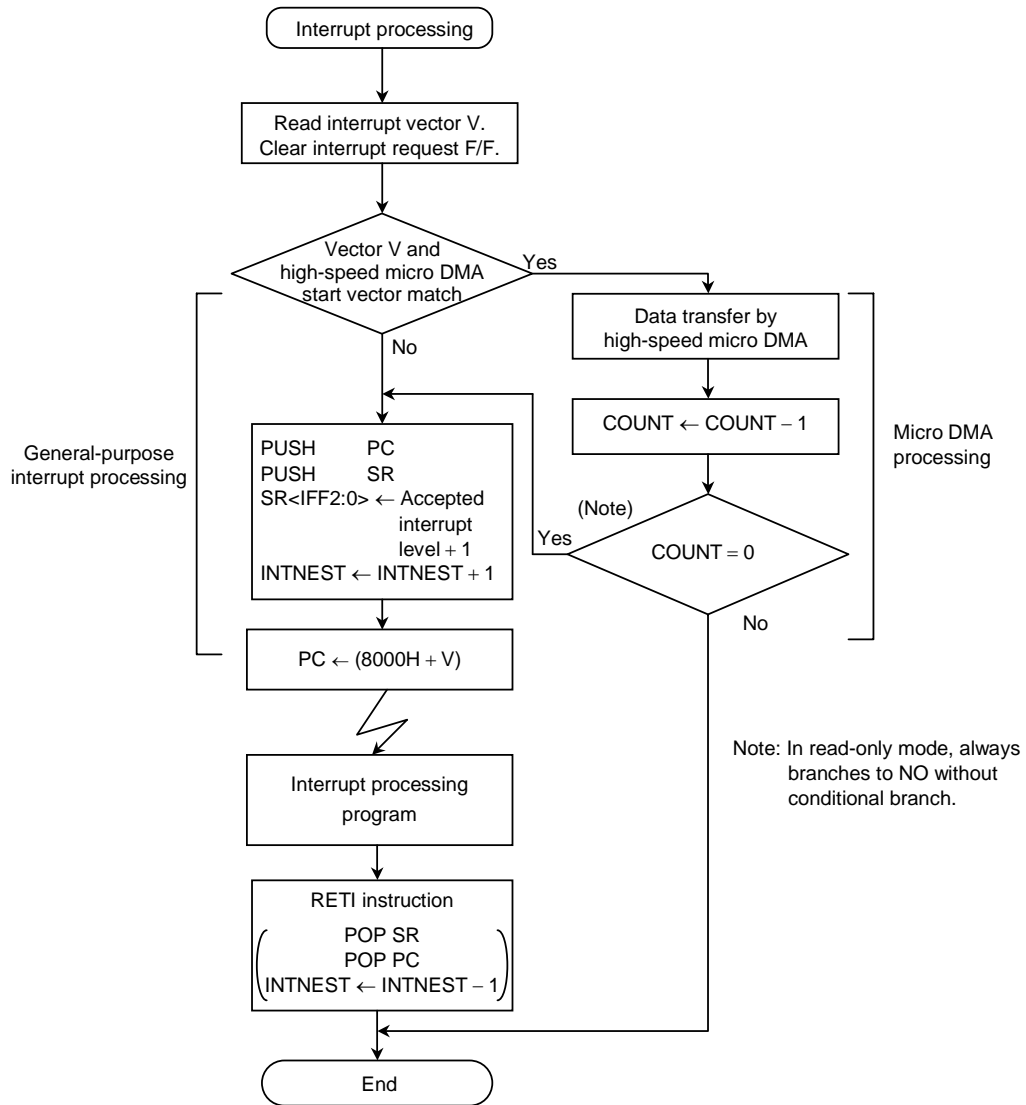 Interrupt processing
Read interrupt vector V.
Clear interrupt request F/F.
Vector V and
high-speed micro DMA
start vector match
Yes
No
Data transfer by
high-speed micro DMA
COUNT ← COUNT − 1
Micro DMA
processing
General-purpose
interrupt processing
PUSH PC
PUSH SR
SR<IFF2:0> ← Accepted
interrupt
level + 1
INTNEST ← INTNEST + 1
(Note)
Yes
COUNT = 0
No
PC ← (8000H + V)
Interrupt processing
program
Note: In read-only mode, always
branches to NO without
conditional branch.
RETI instruction
POP SR
POP PC
INTNEST ← INTNEST − 1
End